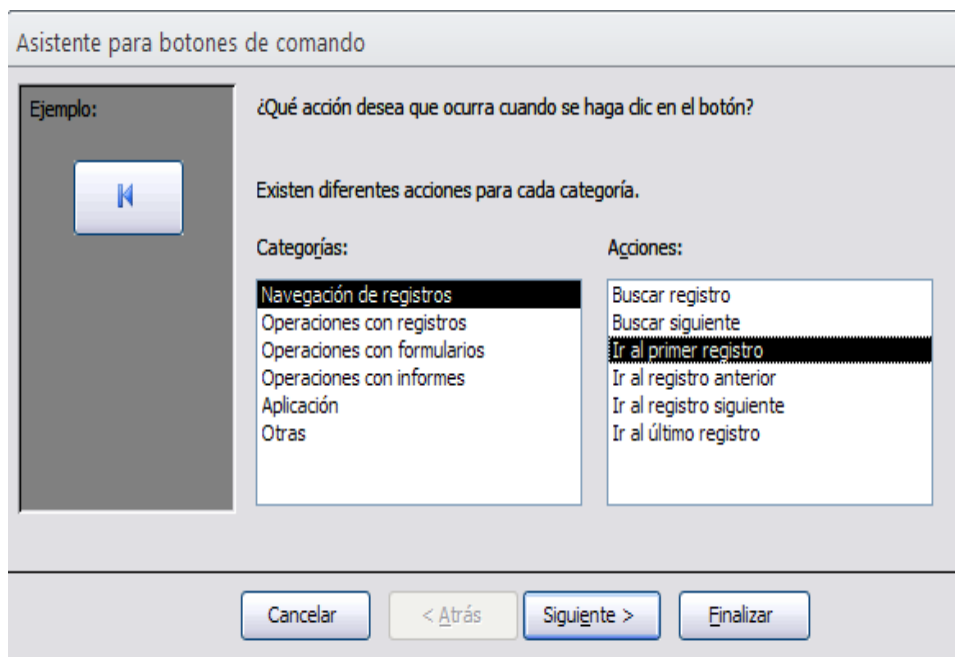 Asistente para botones de comando
Ejemplo:
¿Qué acción desea que ocurra cuando se haga clic en el botón?
Existen diferentes acciones para cada categoría.
Categorías:
Navegación de registros
Operaciones con registros
Operaciones con formularios
Operaciones con informes
Aplicación
Otras
Acciones:
Buscar registro
Buscar siguiente
Ir al primer registro
Ir al registro anterior
Ir al registro siguiente
Ir al último registro
Cancelar
< Atrás
Siguiente >
Finalizar